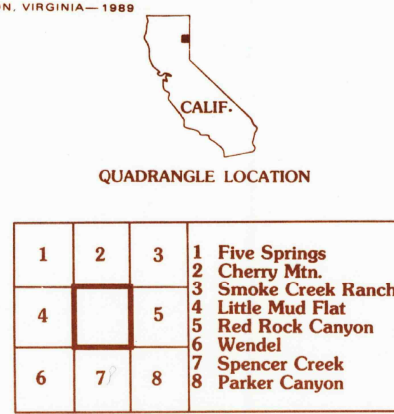 ON, VIRGINIA—1989
CALIF.
QUADRANGLE LOCATION
1 2 3
4 5
6 7 8
1 Five Springs
2 Cherry Mtn.
3 Smoke Creek Ranch
4 Little Mud Flat
5 Red Rock Canyon
6 Wendel
7 Spencer Creek
8 Parker Canyon